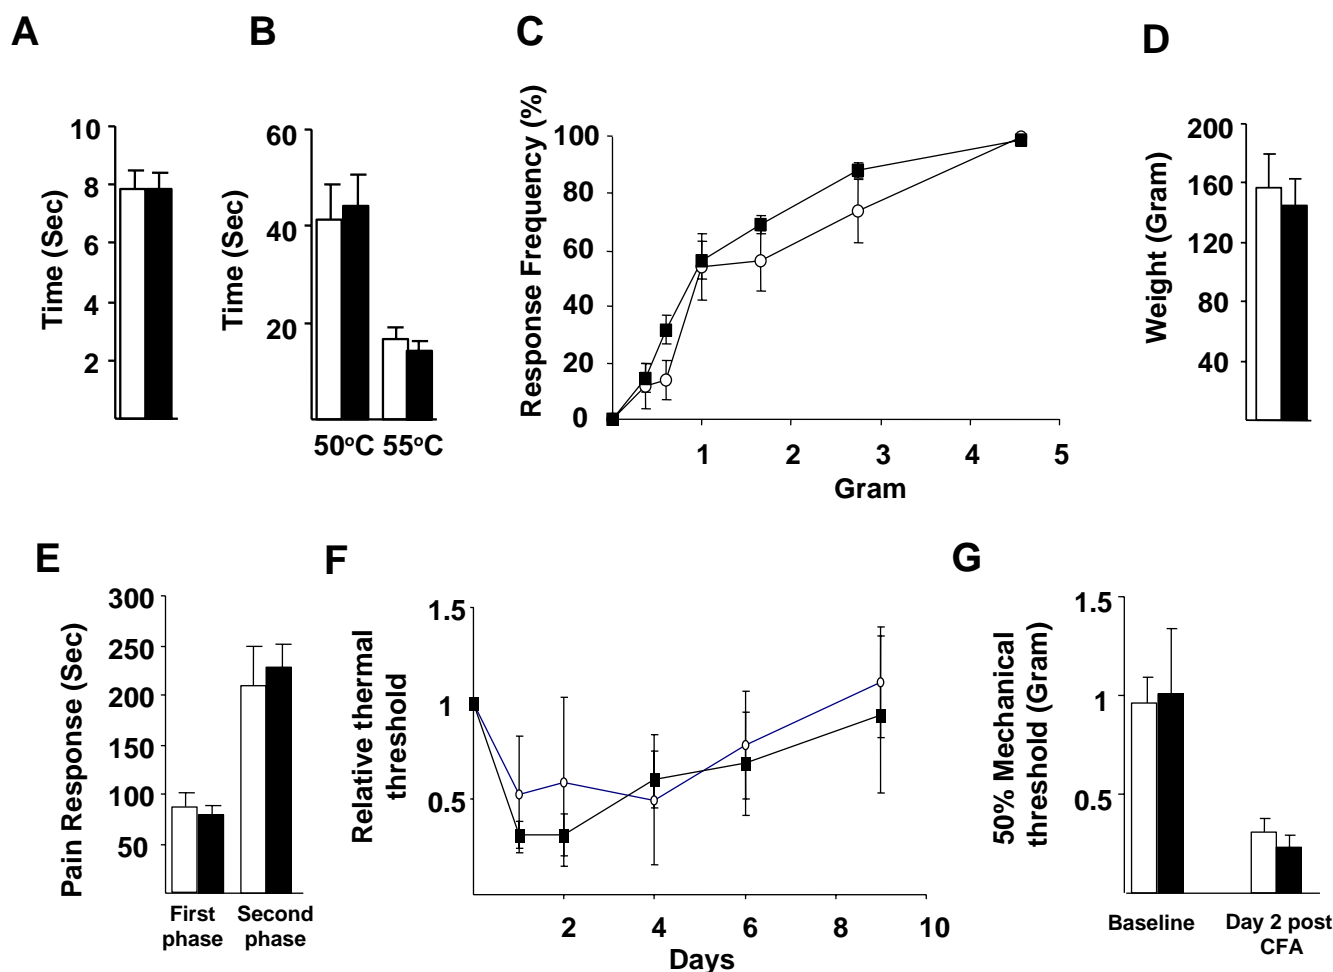 A
B
C
D
10
8
6
4
2
Time (Sec)
60
40
20
Time (Sec)
50°C 55°C
100
80
60
40
20
0
Response Frequency (%)
1 2 3 4 5
Gram
200
160
120
80
40
Weight (Gram)
E
F
G
300
250
200
150
100
50
Pain Response (Sec)
First
phase
Second
phase
1.5
1
0.5
Relative thermal
threshold
2 4 6 8 10
Days
1.5
1
0.5
50% Mechanical
threshold (Gram)
Baseline
Day 2 post
CFA